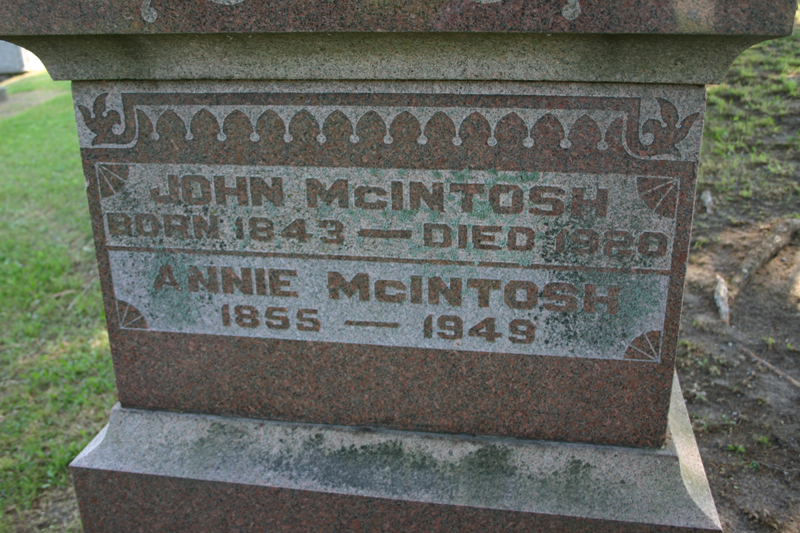 JOHN McINTOSH
BORN 1843 — DIED 1920
ANNIE McINTOSH
1855 — 1949